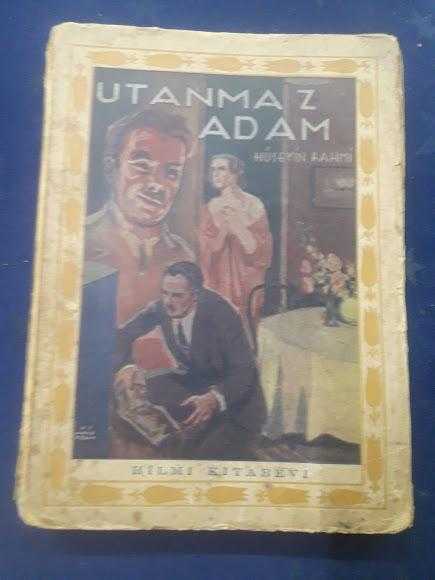 UTANMAZ
ADAM
HÜSEYİN RAHMİ
HİLMİ KİTABEVİ